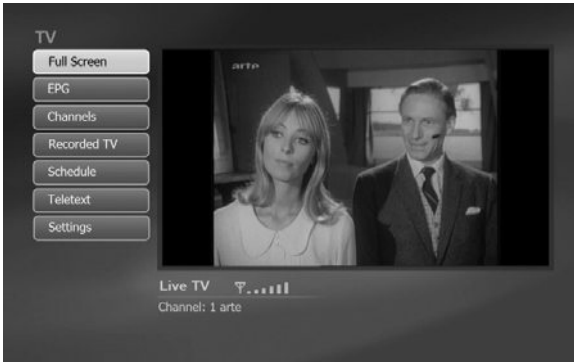 TV
Full Screen
EPG
Channels
Recorded TV
Schedule
Teletext
Settings
arte
Live TV
Channel: 1 arte